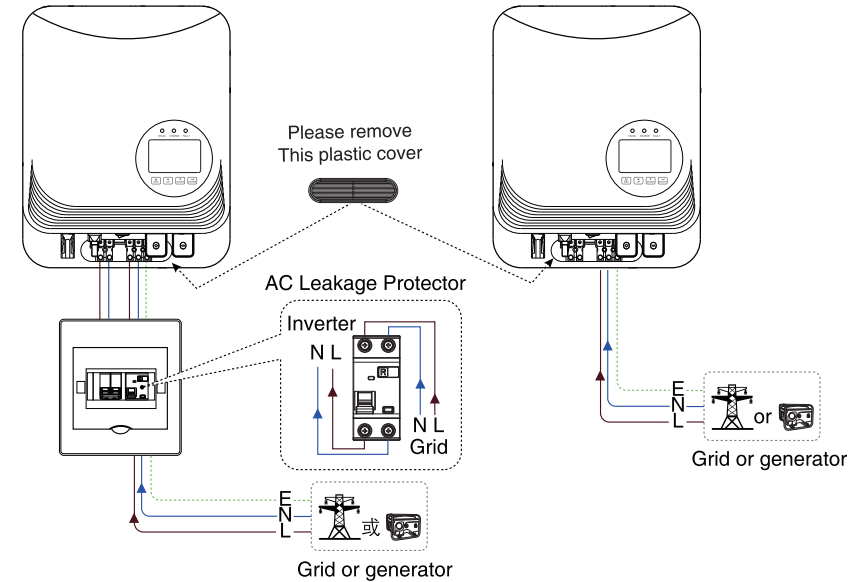 Please remove
This plastic cover
AC Leakage Protector
Inverter
N L
R
N L
Grid
E
N
L
或
Grid or generator
E
N
L
or
Grid or generator